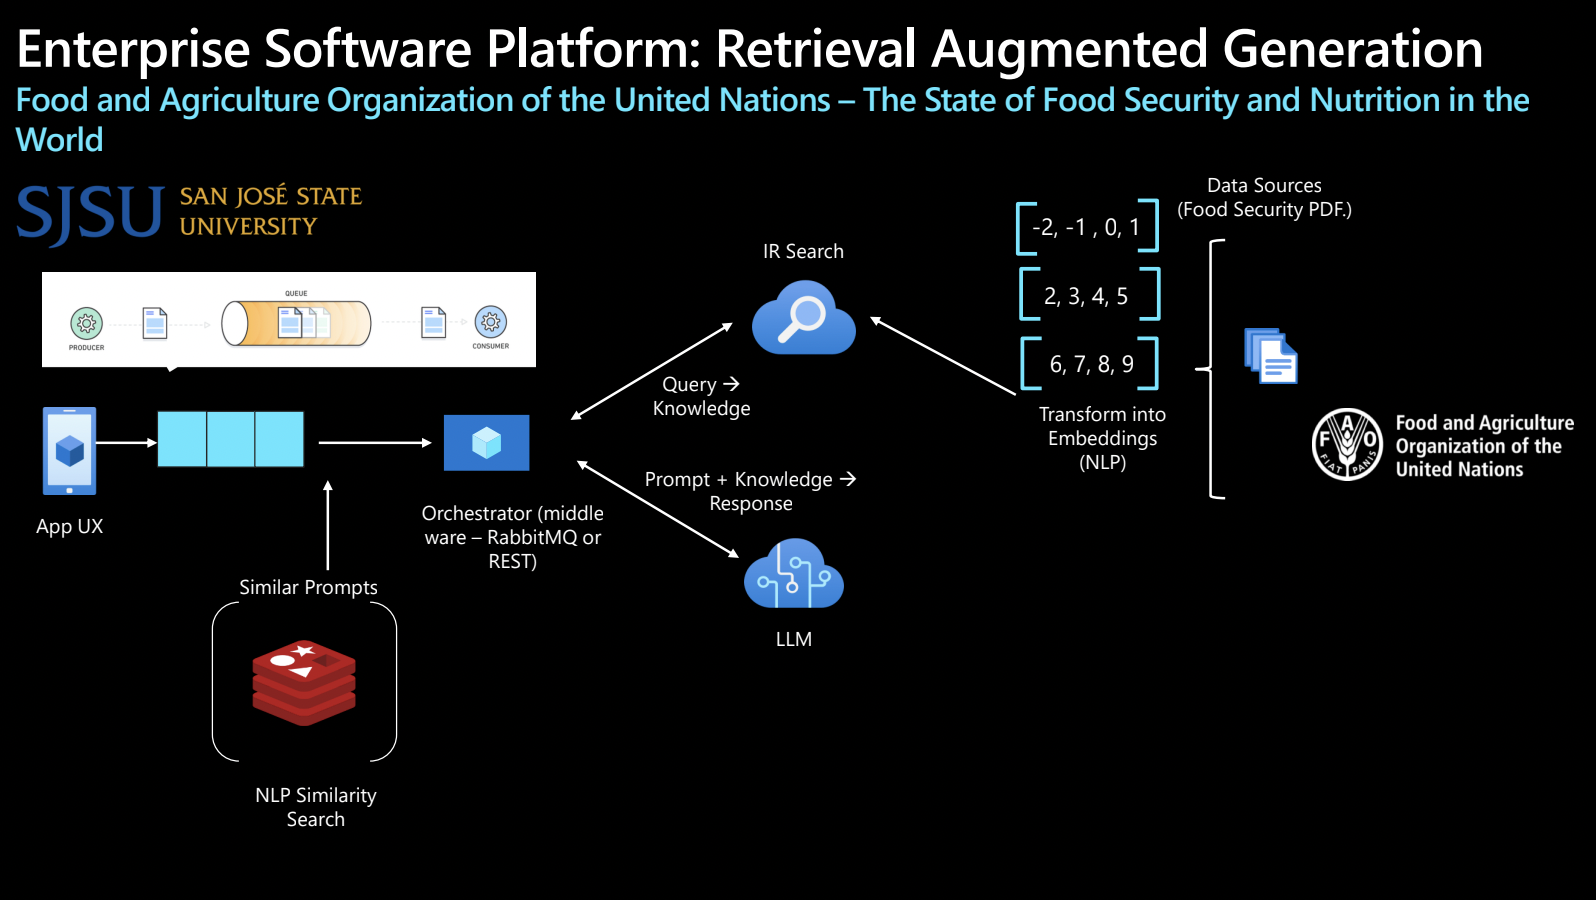 Enterprise Software Platform: Retrieval Augmented Generation
Food and Agriculture Organization of the United Nations – The State of Food Security and Nutrition in the
World
SJSU SAN JOSÉ STATE
UNIVERSITY
QUEUE
PRODUCER
CONSUMER
App UX
Similar Prompts
NLP Similarity
Search
Orchestrator (middle
ware – RabbitMQ or
REST)
IR Search
Query →
Knowledge
Prompt + Knowledge →
Response
LLM
-2, -1 , 0, 1
2, 3, 4, 5
6, 7, 8, 9
Transform into
Embeddings
(NLP)
Data Sources
(Food Security PDF.)
F A O
FIAT PANIS
Food and Agriculture
Organization of the
United Nations